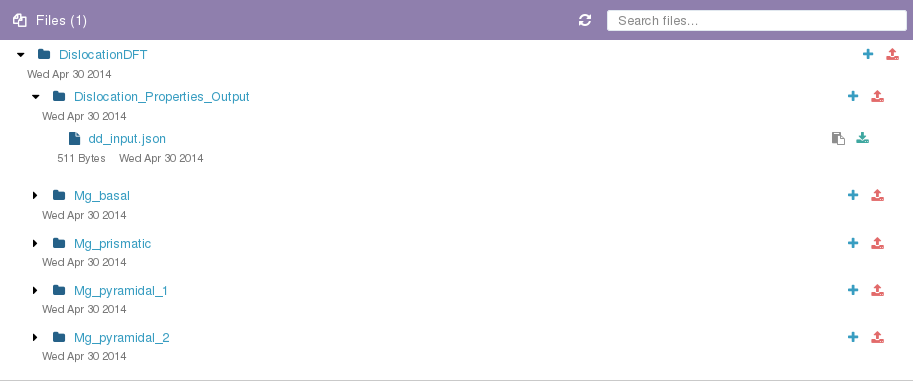 Files (1)
Search files...
DislocationDFT
Wed Apr 30 2014
Dislocation_Properties_Output
Wed Apr 30 2014
dd_input.json
511 Bytes Wed Apr 30 2014
Mg_basal
Wed Apr 30 2014
Mg_prismatic
Wed Apr 30 2014
Mg_pyramidal_1
Wed Apr 30 2014
Mg_pyramidal_2
Wed Apr 30 2014